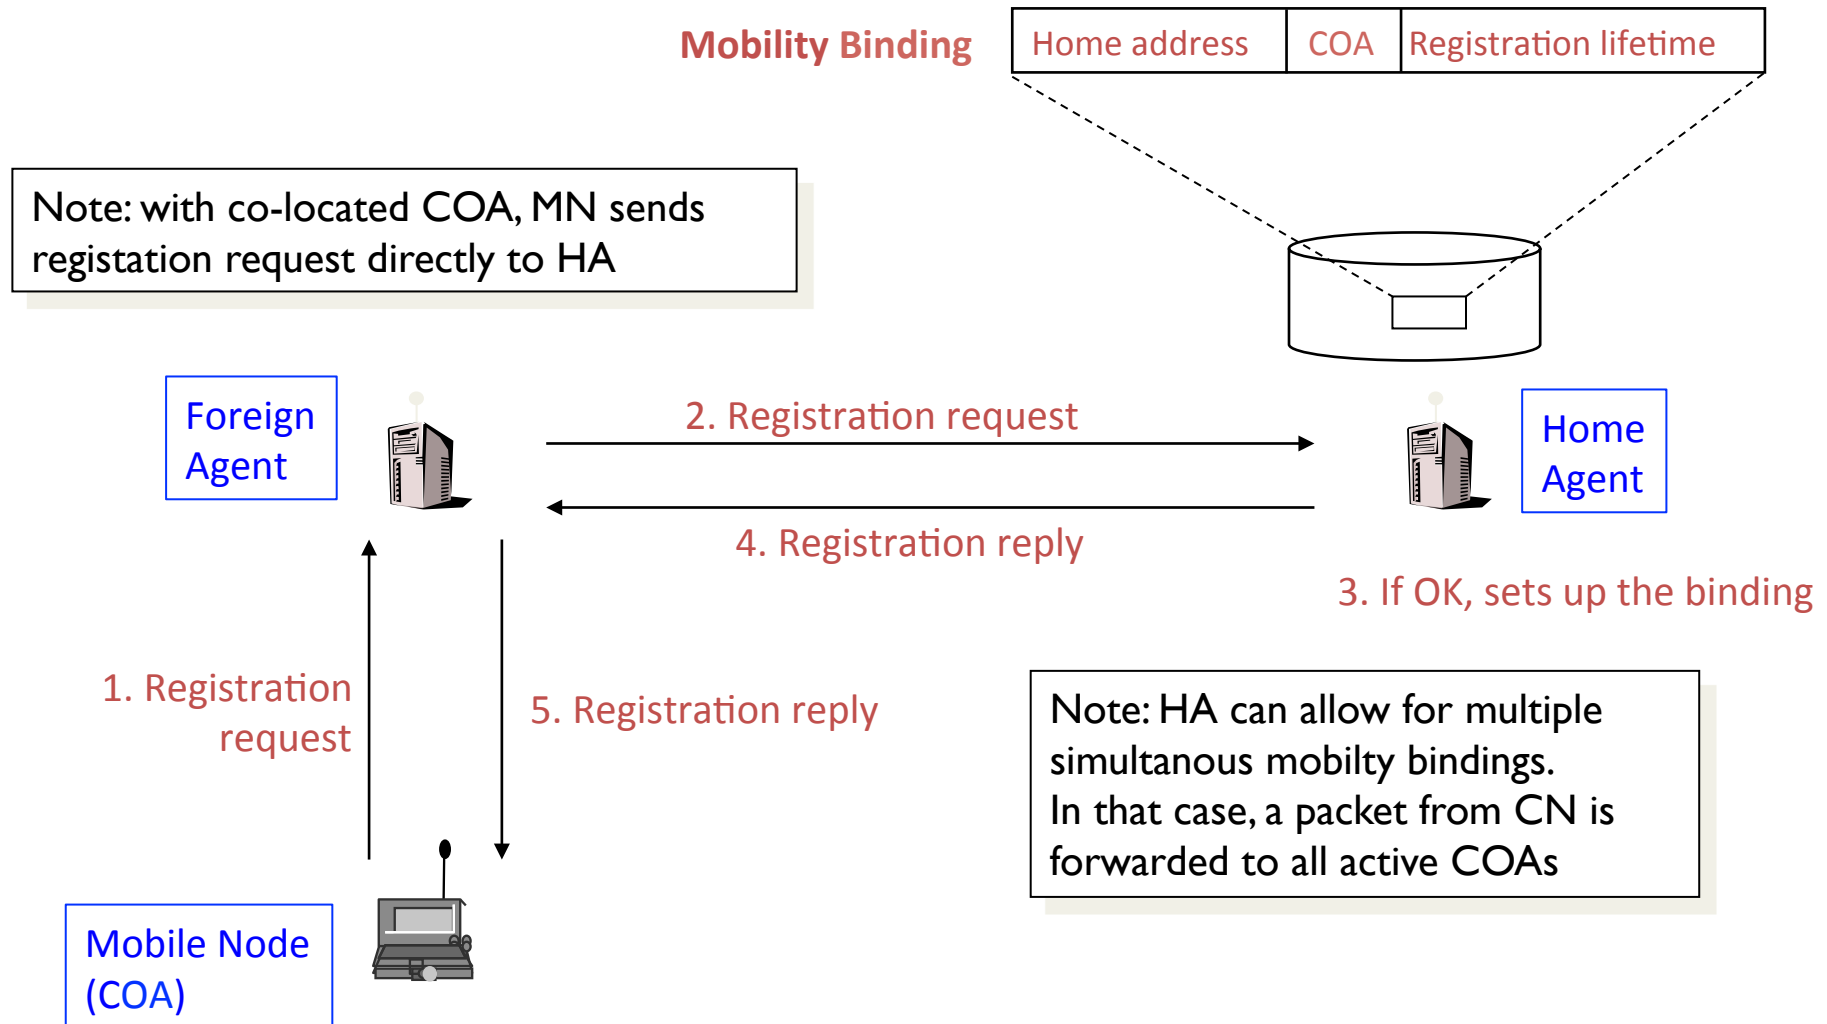 Mobility Binding
Home address
COA
Registration lifetime
Note: with co-located COA, MN sends
registation request directly to HA
Foreign
Agent
2. Registration request
Home
Agent
4. Registration reply
3. If OK, sets up the binding
1. Registration
request
5. Registration reply
Note: HA can allow for multiple
simultanous mobilty bindings.
In that case, a packet from CN is
forwarded to all active COAs
Mobile Node
(COA)